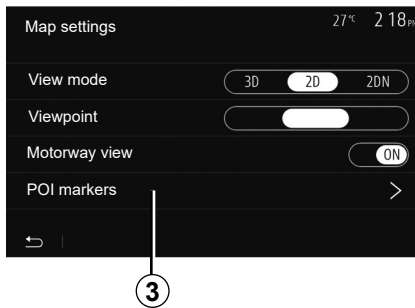 Map settings 27°C 2 18 PM
View mode 3D 2D 2DN
Viewpoint
Motorway view ON
POI markers
3